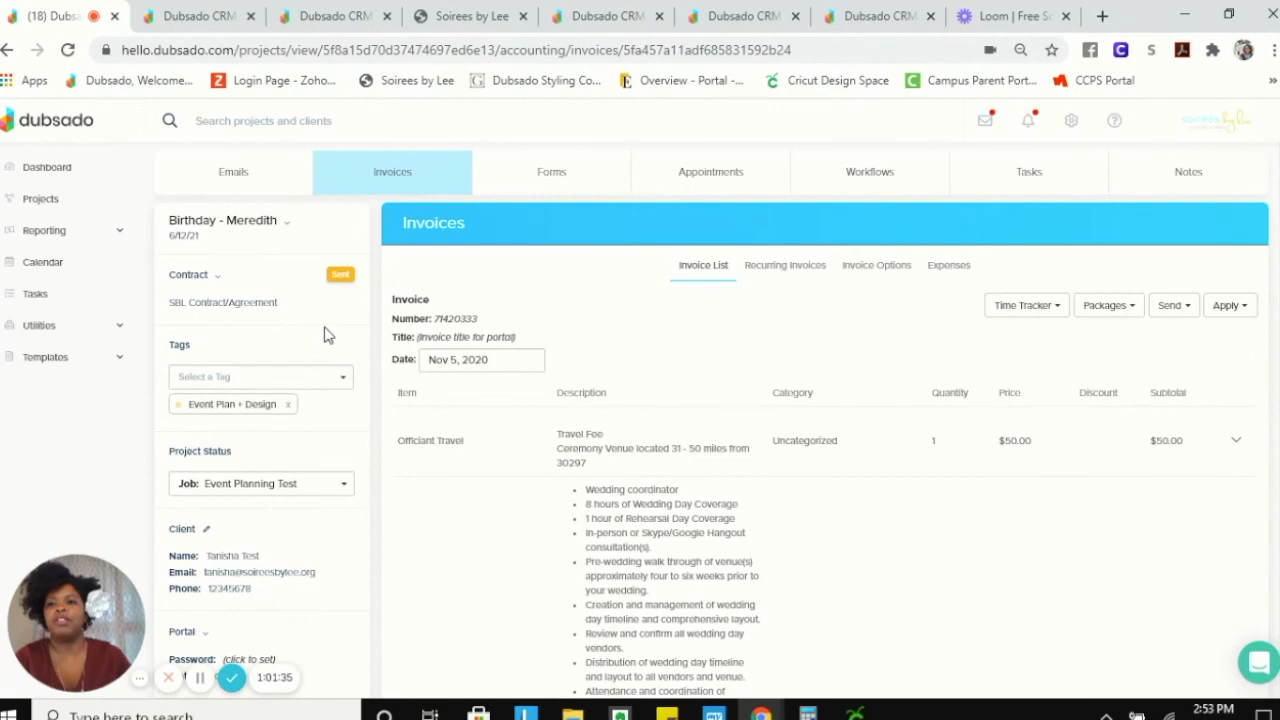 (18) Dubsa
Dubsado CRM
Dubsado CRM
Soirees by Lee
Dubsado CRM
Dubsado CRM
Dubsado CRM
Loom | Free Sc
hello.dubsado.com/projects/view/5f8a15d70d37474697ed6e13/accounting/invoices/5fa457a11adf685831592b24
Apps
Dubsado, Welcome...
Login Page - Zoho...
Soirees by Lee
Dubsado Styling Co...
Overview - Portal -...
Cricut Design Space
Campus Parent Port...
CCPS Portal
»
dubsado
Search projects and clients
soirées by lee
Dashboard
Projects
Reporting
Calendar
Tasks
Utilities
Templates
Emails
Invoices
Forms
Appointments
Workflows
Tasks
Notes
Birthday - Meredith
6/12/21
Contract
Sent
SBL Contract/Agreement
Tags
Select a Tag
Event Plan + Design x
Project Status
Job: Event Planning Test
Client
Name: Tanisha Test
Email: tanisha@soireesbylee.org
Phone: 12345678
Portal
Password: (click to set)
Invoices
Invoice List
Recurring Invoices
Invoice Options
Expenses
Invoice
Number: 71420333
Title: (Invoice title for portal)
Date: Nov 5, 2020
Time Tracker
Packages
Send
Apply
Item
Description
Category
Quantity
Price
Discount
Subtotal
Officiant Travel
Travel Fee
Ceremony Venue located 31 - 50 miles from
30297
Uncategorized
1
$50.00
$50.00
• Wedding coordinator
• 8 hours of Wedding Day Coverage
• 1 hour of Rehearsal Day Coverage
• In-person or Skype/Google Hangout
consultation(s).
• Pre-wedding walk through of venue(s)
approximately four to six weeks prior to
your wedding.
• Creation and management of wedding
day timeline and comprehensive layout.
• Review and confirm all wedding day
vendors.
• Distribution of wedding day timeline
and layout to all vendors and venue.
• Attendance and coordination of
1:01:35
Type here to search
2:53 PM